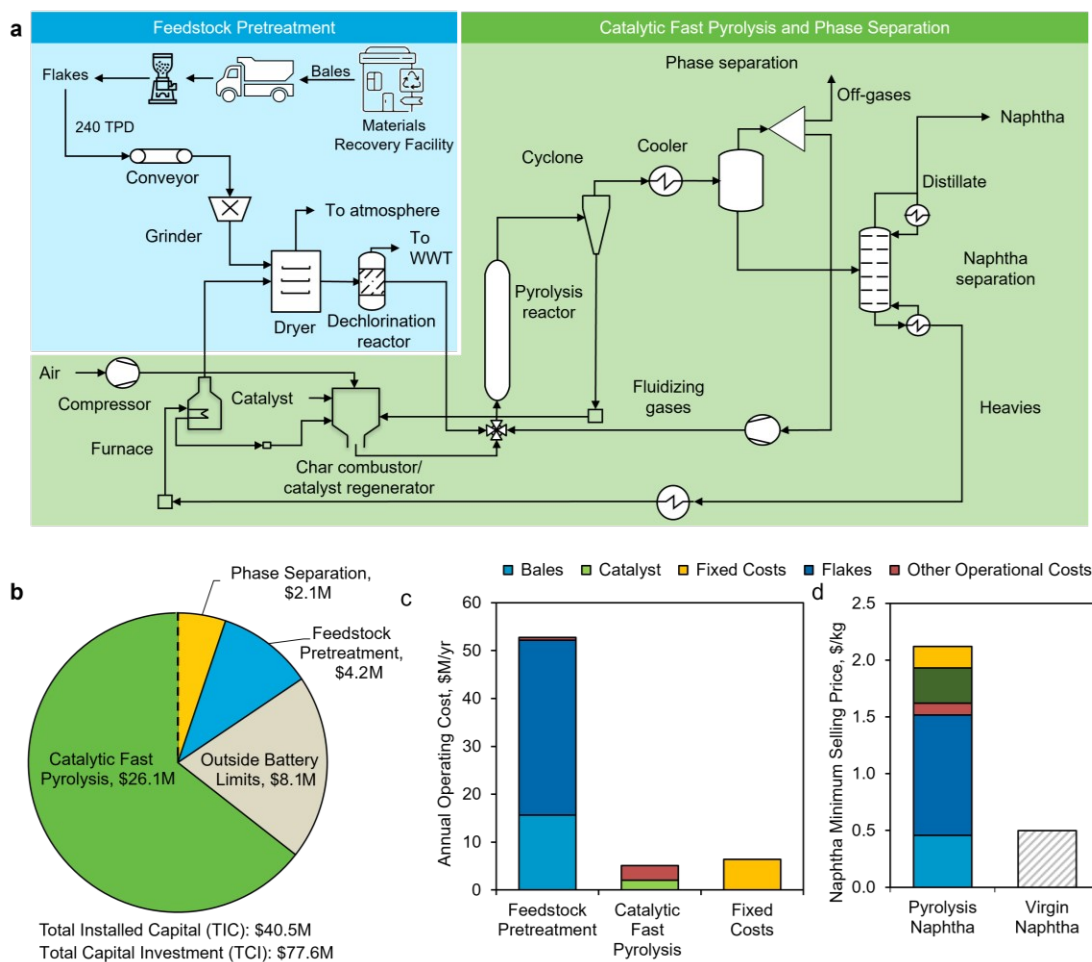 a
Feedstock Pretreatment
Catalytic Fast Pyrolysis and Phase Separation
Flakes
Bales
Materials
Recovery Facility
240 TPD
Conveyor
Grinder
To atmosphere
To
WWT
Dryer
Dechlorination
reactor
Phase separation
Off-gases
Naphtha
Cooler
Cyclone
Distillate
Naphtha
separation
Pyrolysis
reactor
Air
Compressor
Catalyst
Furnace
Char combustor/
catalyst regenerator
Fluidizing
gases
Heavies
b
Phase Separation,
$2.1M
Feedstock
Pretreatment,
$4.2M
Outside Battery
Limits, $8.1M
Catalytic Fast
Pyrolysis, $26.1M
Total Installed Capital (TIC): $40.5M
Total Capital Investment (TCI): $77.6M
Bales
Catalyst
Fixed Costs
Flakes
Other Operational Costs
c
Annual Operating Cost, $M/yr
60
50
40
30
20
10
0
Feedstock
Pretreatment
Catalytic
Fast
Pyrolysis
Fixed
Costs
d
Naphtha Minimum Selling Price, $/kg
2.5
2.0
1.5
1.0
0.5
0.0
Pyrolysis
Naphtha
Virgin
Naphtha